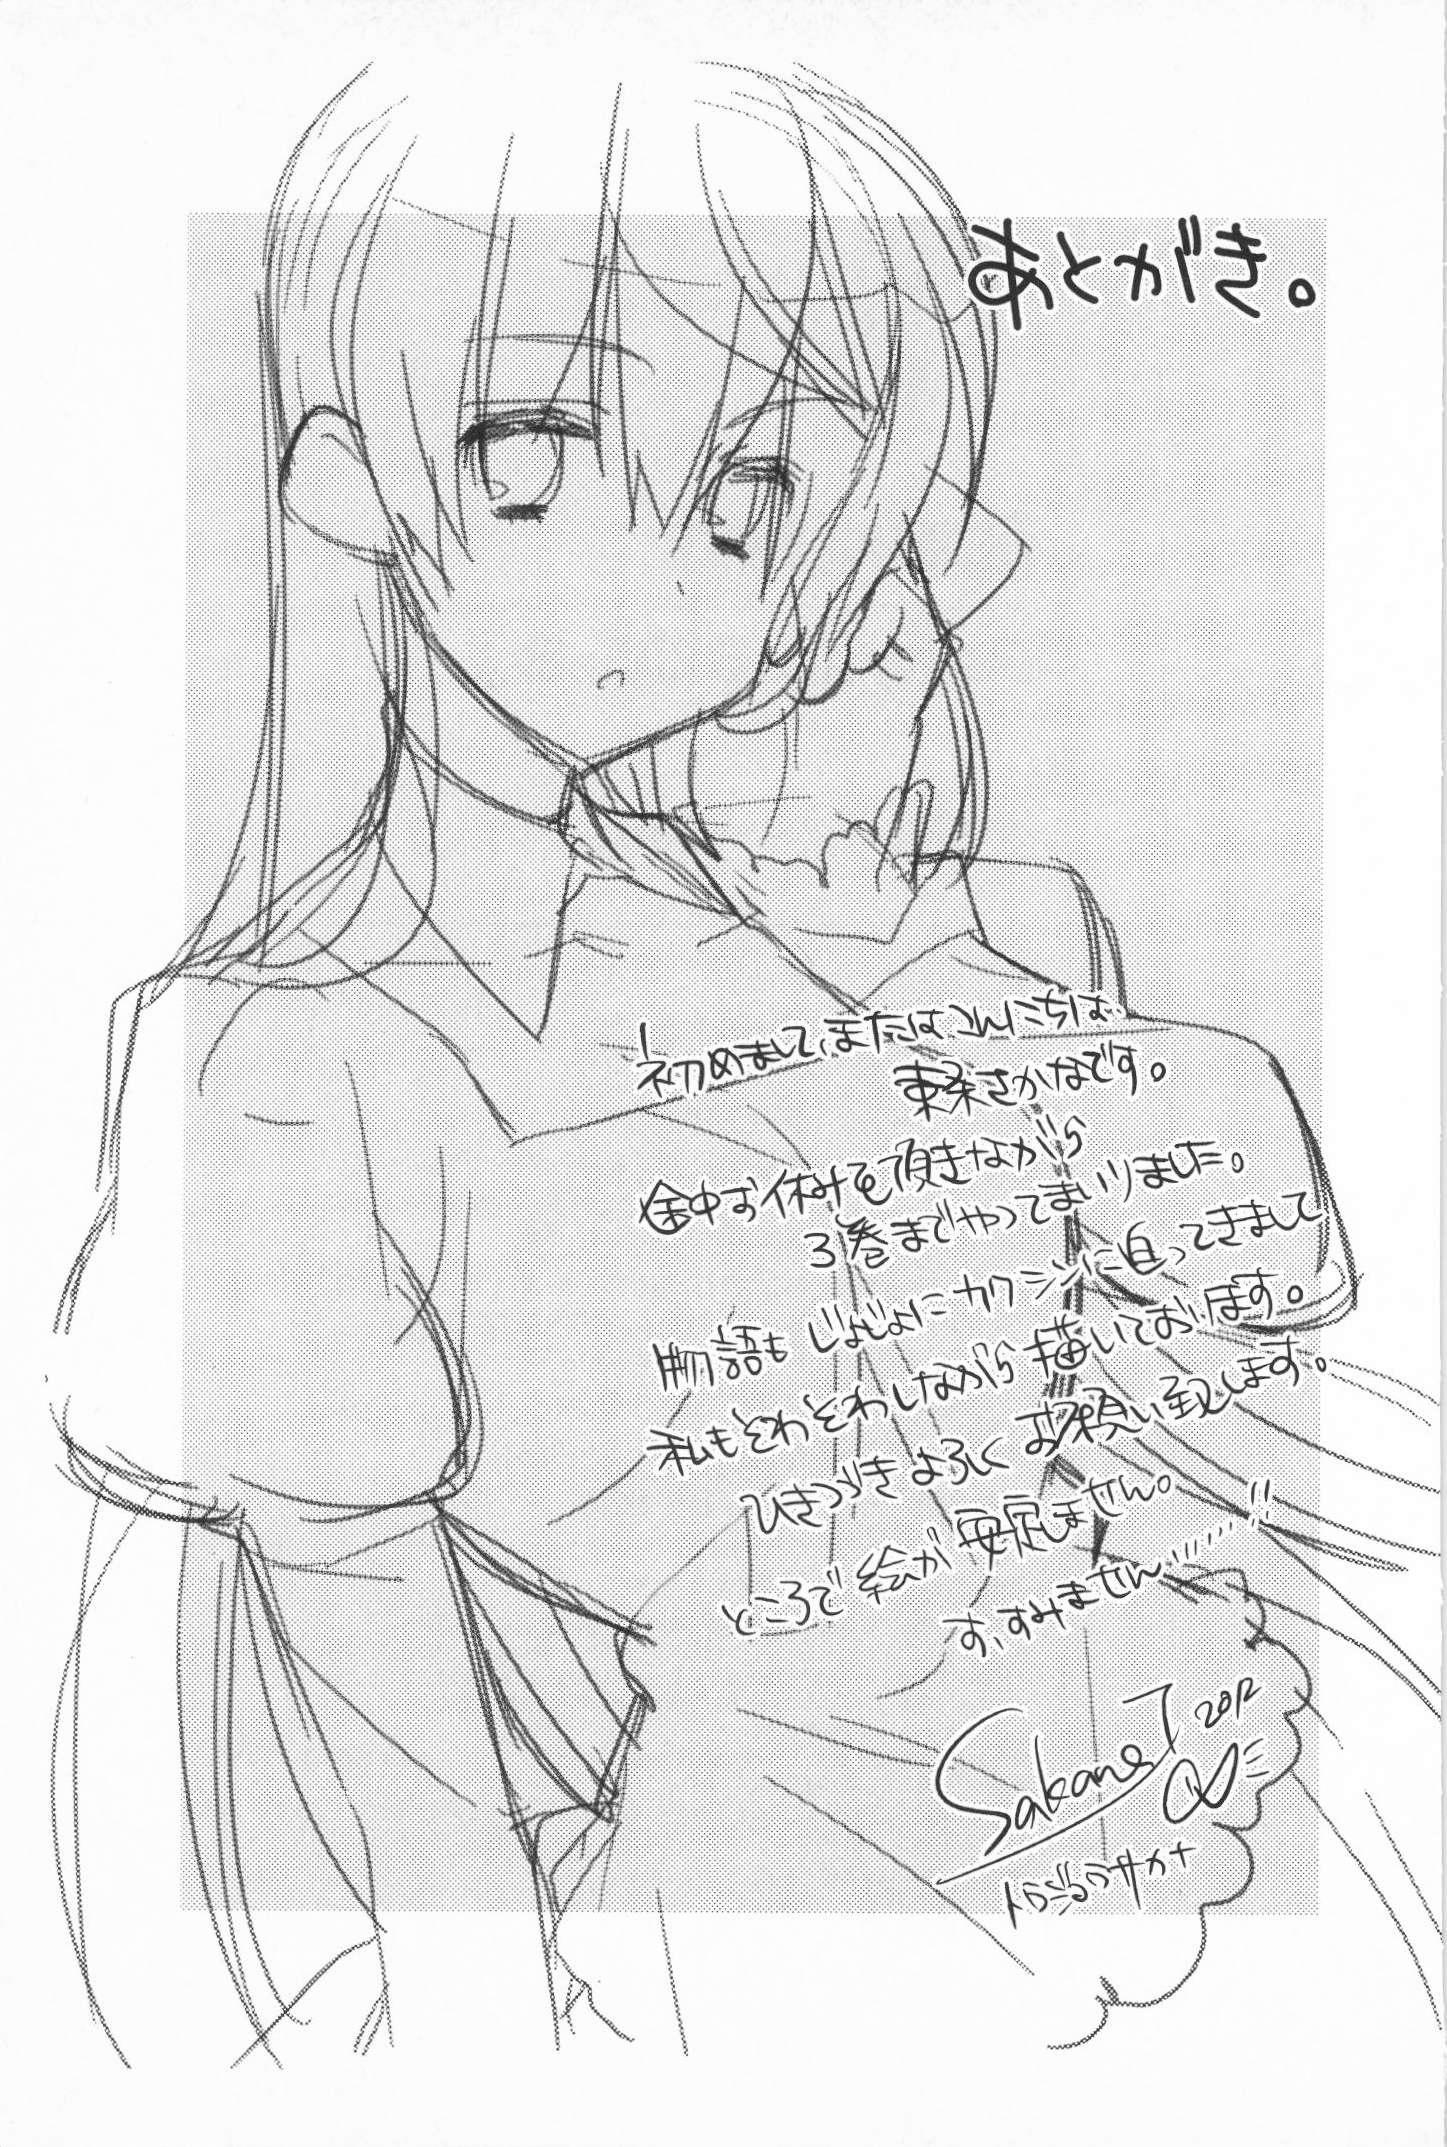 あとがき。
初めまして、またはこんにちは
東条さかなです。
途中お休みを頂きながら
3巻までやってまいりました。
物語もじょじょにカクシンに迫ってきまして
私もそわそわしながら描いております。
ひきつづきよろしくお願い致します。
ところで絵が安定しません。
す、すみません……!!
Sakana T 2012
トウジョウサカナ